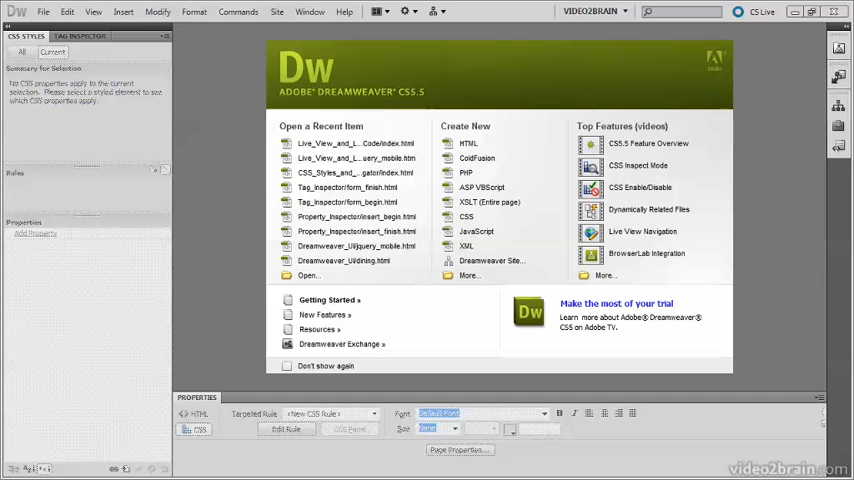 Dw File Edit View Insert Modify Format Commands Site Window Help VIDEO2BRAIN CS Live
CSS STYLES TAG INSPECTOR
All Current
Summary for Selection
No CSS properties apply to the current
selection. Please select a styled element to see
which CSS properties apply.
Rules
Properties
Add Property
Dw
ADOBE® DREAMWEAVER® CS5.5
Adobe
Open a Recent Item
Live_View_and_L...Code/index.html
Live_View_and_L...uery_mobile.htm
CSS_Styles_and_...gator/index.html
Tag_Inspector/form_finish.html
Tag_Inspector/form_begin.html
Property_Inspector/insert_begin.html
Property_Inspector/insert_finish.html
Dreamweaver_UI/jquery_mobile.htm
Dreamweaver_UI/dining.html
Open...
Create New
HTML
ColdFusion
PHP
ASP VBScript
XSLT (Entire page)
CSS
JavaScript
XML
Dreamweaver Site...
More...
Top Features (videos)
CS5.5 Feature Overview
CSS Inspect Mode
CSS Enable/Disable
Dynamically Related Files
Live View Navigation
BrowserLab Integration
More...
Getting Started »
New Features »
Resources »
Dreamweaver Exchange »
Dw
Make the most of your trial
Learn more about Adobe® Dreamweaver®
CS5 on Adobe TV.
Don't show again
PROPERTIES
<> HTML Targeted Rule <New CSS Rule> Font Default Font B I
CSS Edit Rule CSS Panel Size None
Page Properties...
video2brain.com